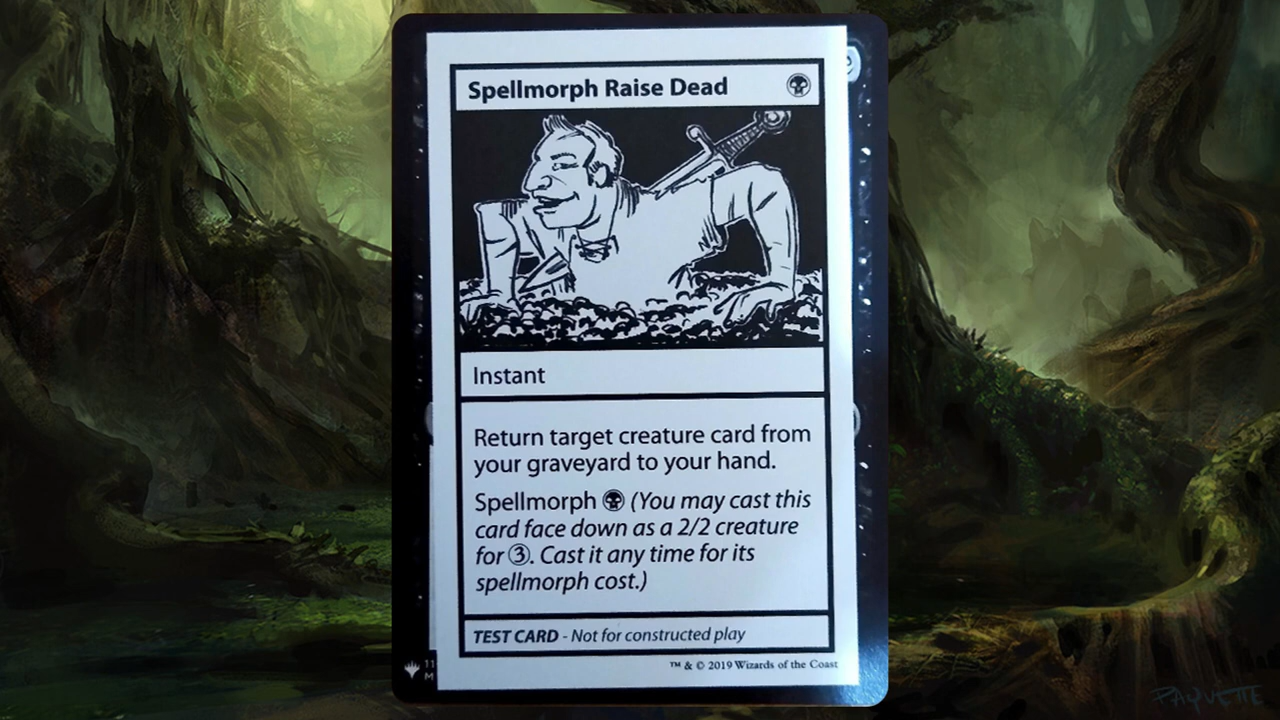 Spellmorph Raise Dead
Instant
Return target creature card from
your graveyard to your hand.
Spellmorph (You may cast this
card face down as a 2/2 creature
for ③. Cast it any time for its
spellmorph cost.)
TEST CARD - Not for constructed play
™ & © 2019 Wizards of the Coast
11
M
PAQUETTE